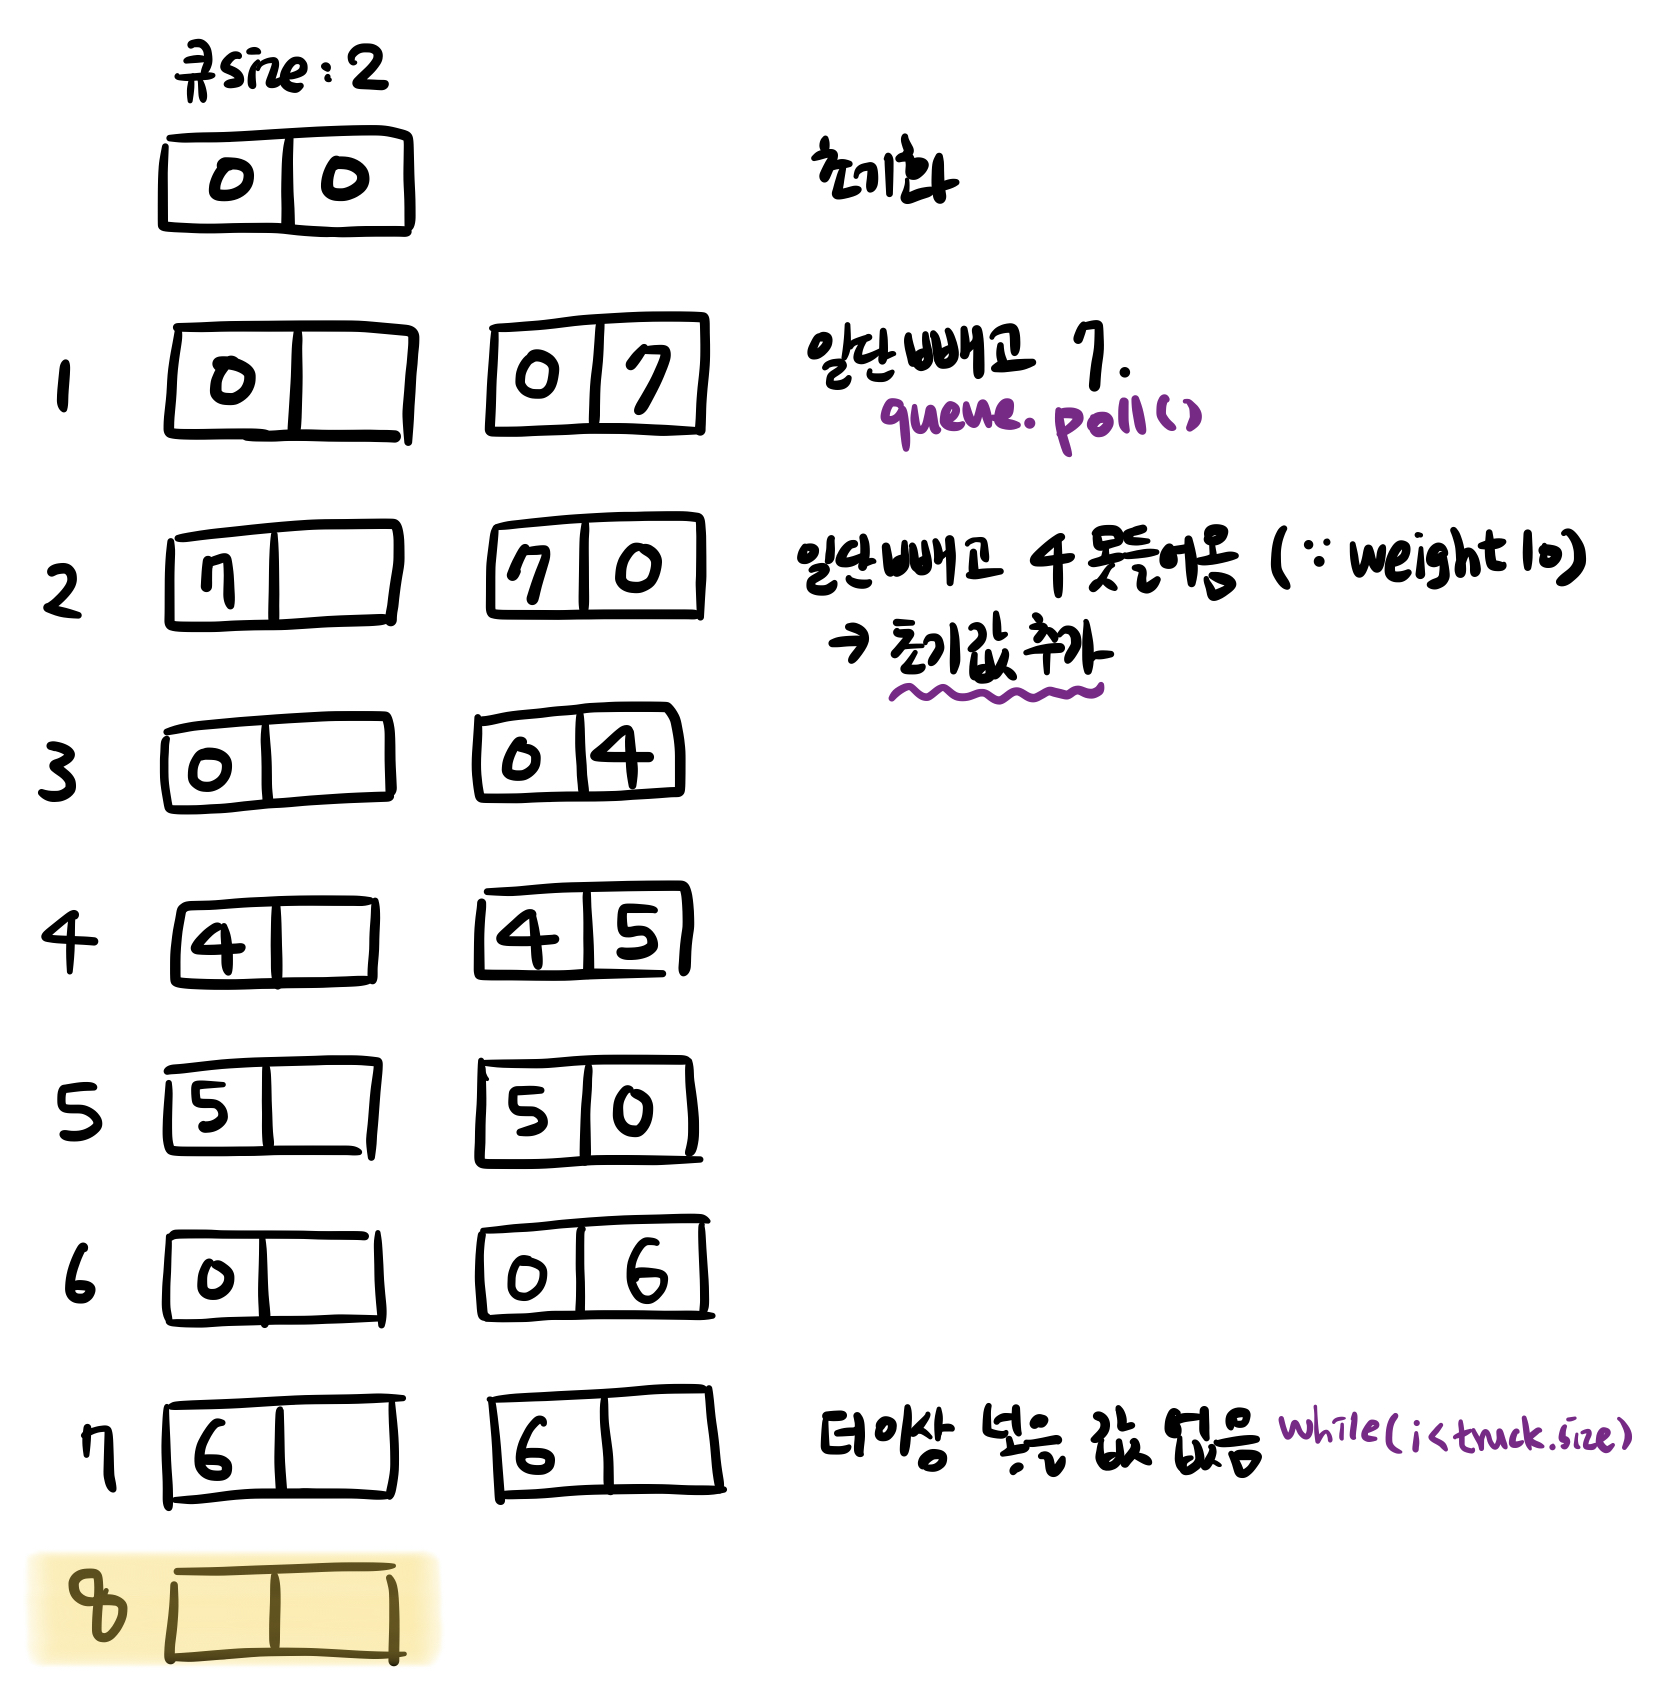 큐size : 2
0 0 초기화
1 0 0 7 일단 빼고 7.
queue. poll()
2 7 7 0 일단 빼고 4 못들어옴 (∵ weight 10)
→ 초기값 추가
3 0 0 4
4 4 4 5
5 5 5 0
6 0 0 6
7 6 6 더이상 넣을 값 없음 while(i<truck.size)
8